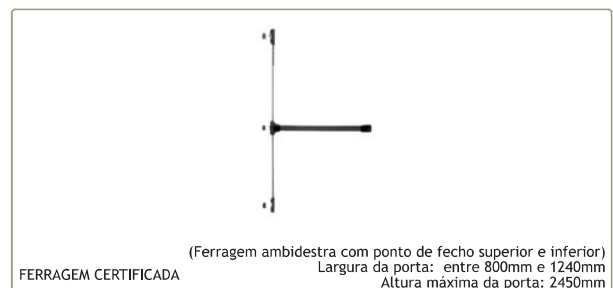 (Ferragem ambidestra com ponto de fecho superior e inferior)
Largura da porta: entre 800mm e 1240mm
FERRAGEM CERTIFICADA
Altura máxima da porta: 2450mm